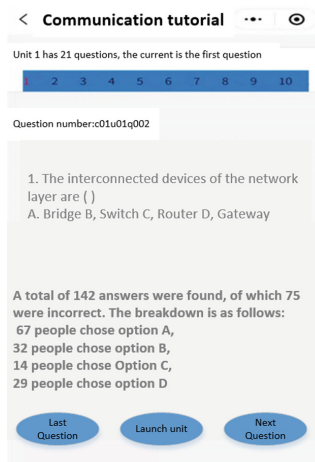 Communication tutorial
Unit 1 has 21 questions, the current is the first question
1 2 3 4 5 6 7 8 9 10
Question number:c01u01q002
1. The interconnected devices of the network
layer are ( )
A. Bridge B, Switch C, Router D, Gateway
A total of 142 answers were found, of which 75
were incorrect. The breakdown is as follows:
67 people chose option A,
32 people chose option B,
14 people chose Option C,
29 people chose option D
Last
Question
Launch unit
Next
Question